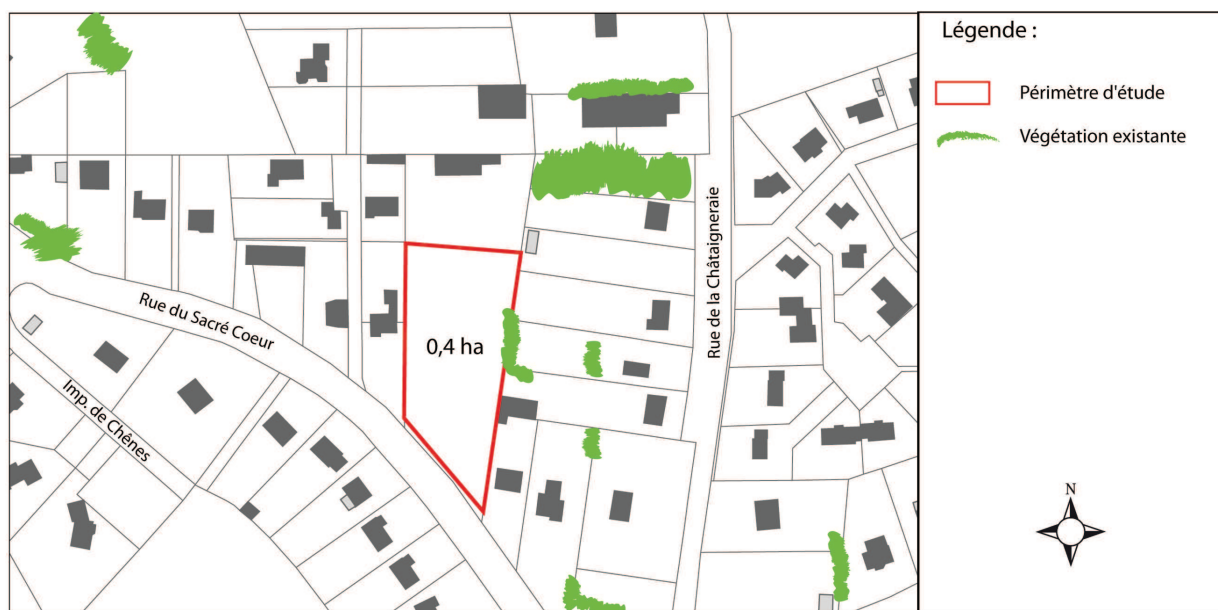 Légende :
Périmètre d'étude
Végétation existante
Rue de la Châtaigneraie
Rue du Sacré Coeur
0,4 ha
Imp. de Chênes
N